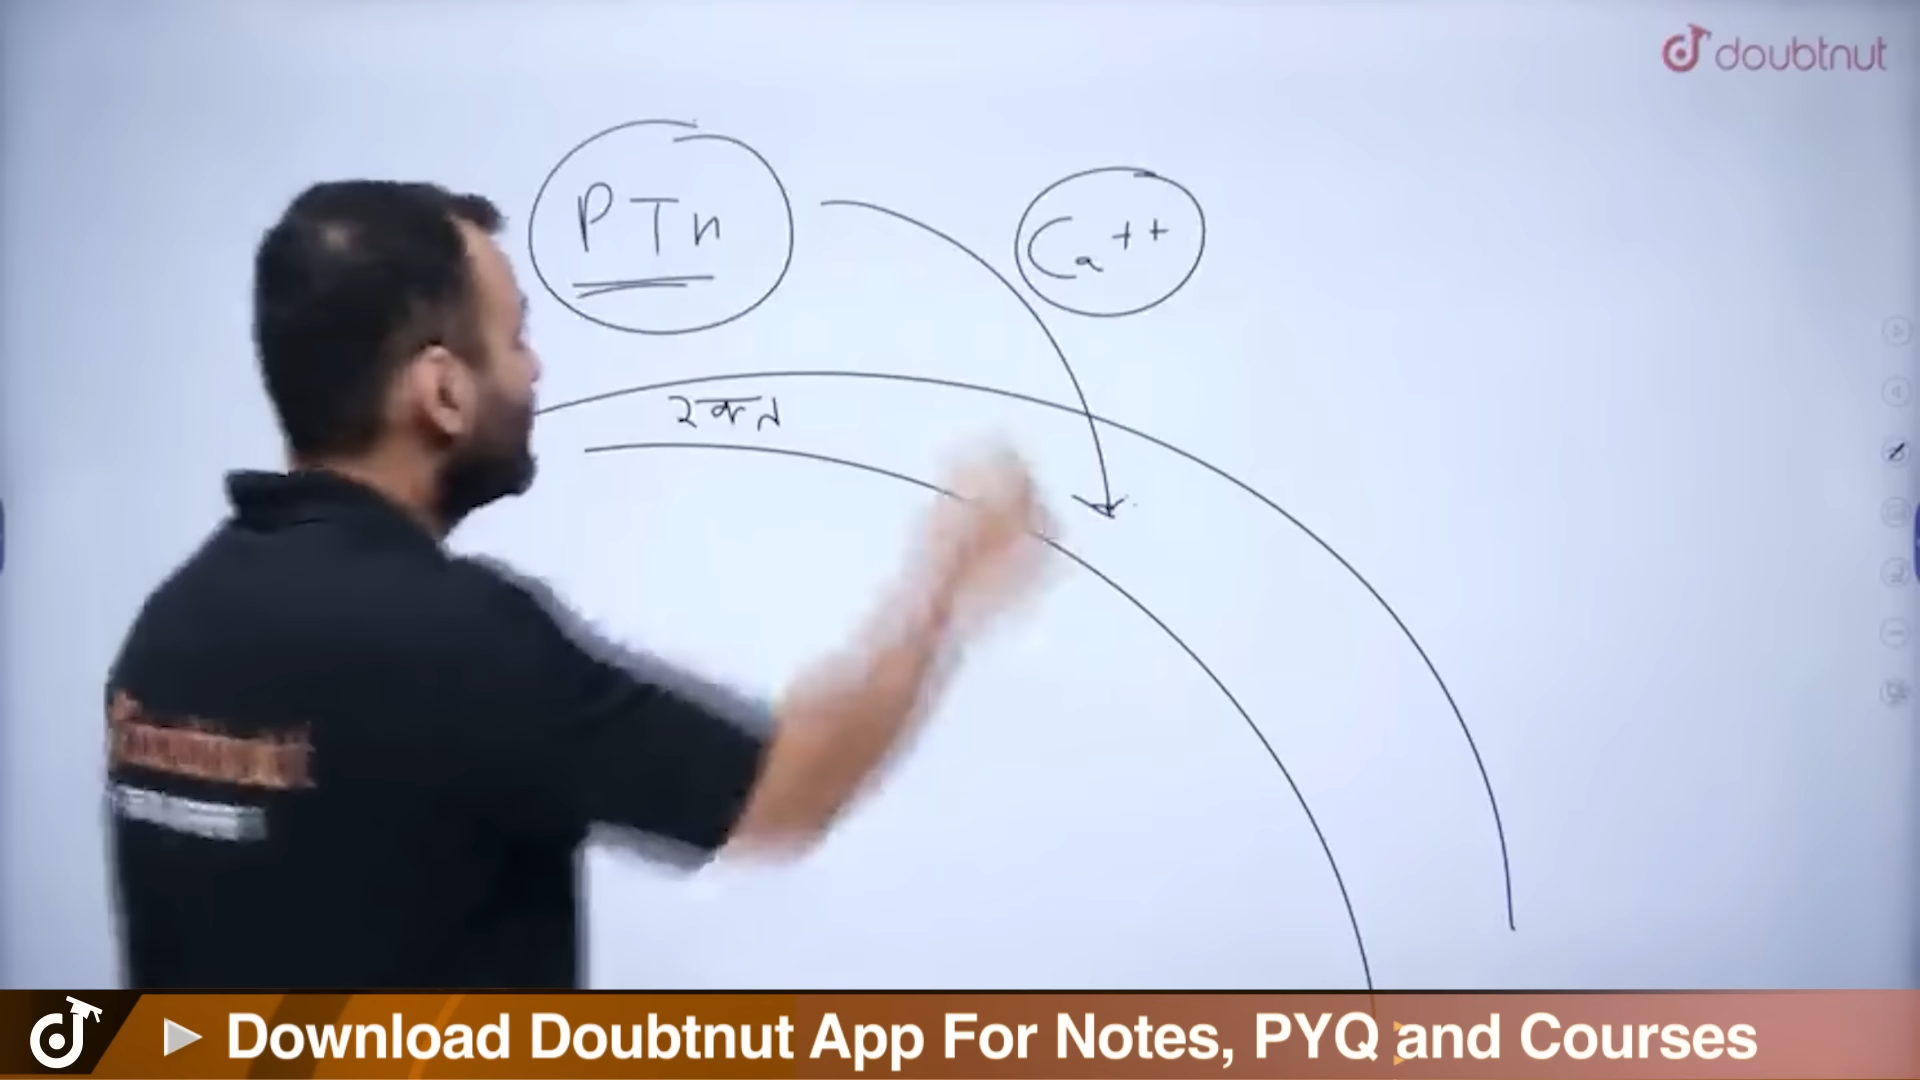 doubtnut
PTn
Ca++
रक्त
Download Doubtnut App For Notes, PYQ and Courses